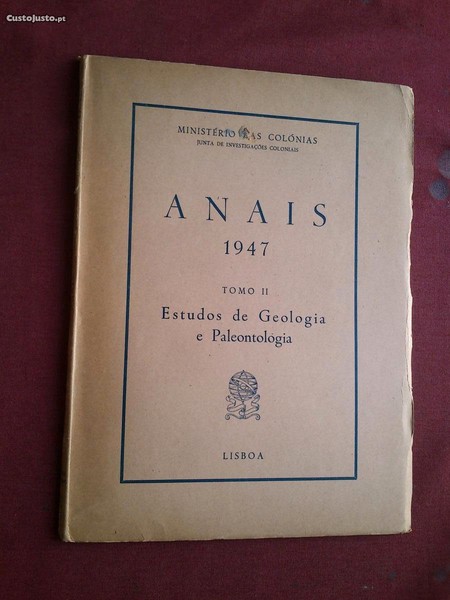 CustoJusto.pt
MINISTÉRIO DAS COLÓNIAS
JUNTA DE INVESTIGAÇÕES COLONIAIS
ANAIS
1947
TOMO II
Estudos de Geologia
e Paleontologia
LISBOA